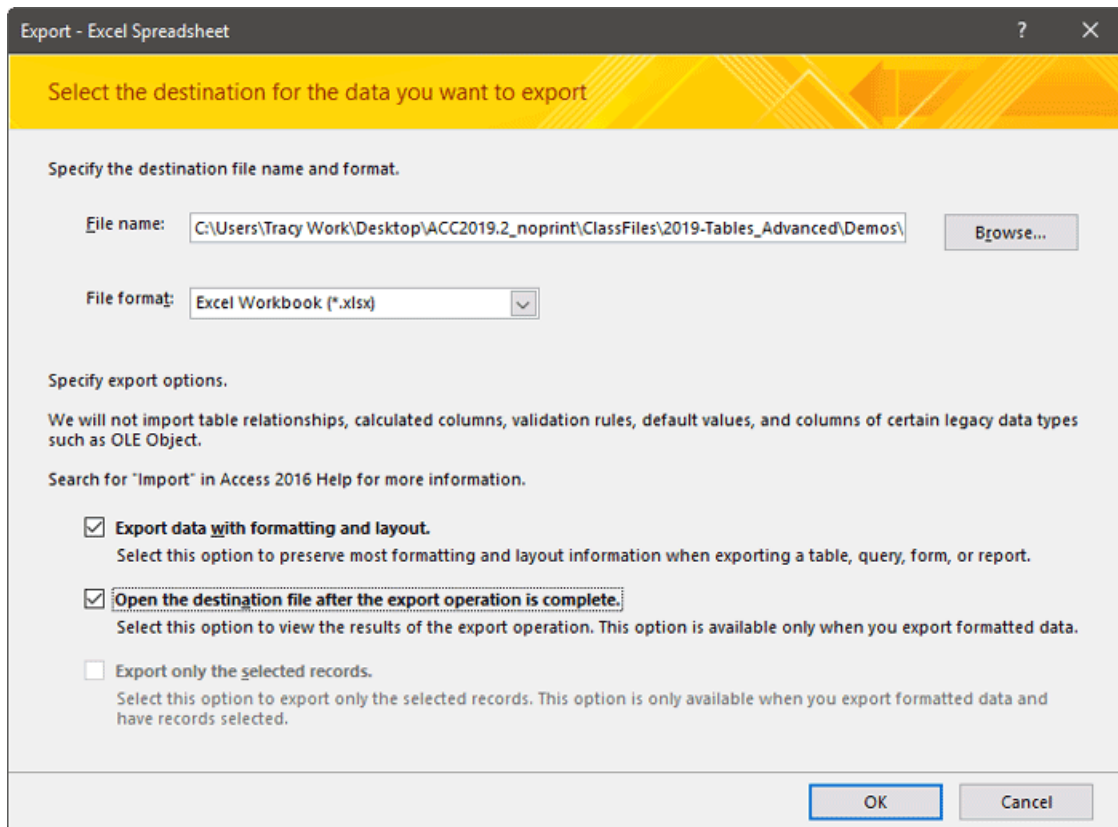 Export - Excel Spreadsheet
Select the destination for the data you want to export
Specify the destination file name and format.
File name: C:\Users\Tracy Work\Desktop\ACC2019.2_noprint\ClassFiles\2019-Tables_Advanced\Demos\ Browse...
File format: Excel Workbook (*.xlsx)
Specify export options.
We will not import table relationships, calculated columns, validation rules, default values, and columns of certain legacy data types
such as OLE Object.
Search for "Import" in Access 2016 Help for more information.
Export data with formatting and layout.
Select this option to preserve most formatting and layout information when exporting a table, query, form, or report.
Open the destination file after the export operation is complete.
Select this option to view the results of the export operation. This option is available only when you export formatted data.
Export only the selected records.
Select this option to export only the selected records. This option is only available when you export formatted data and
have records selected.
OK Cancel